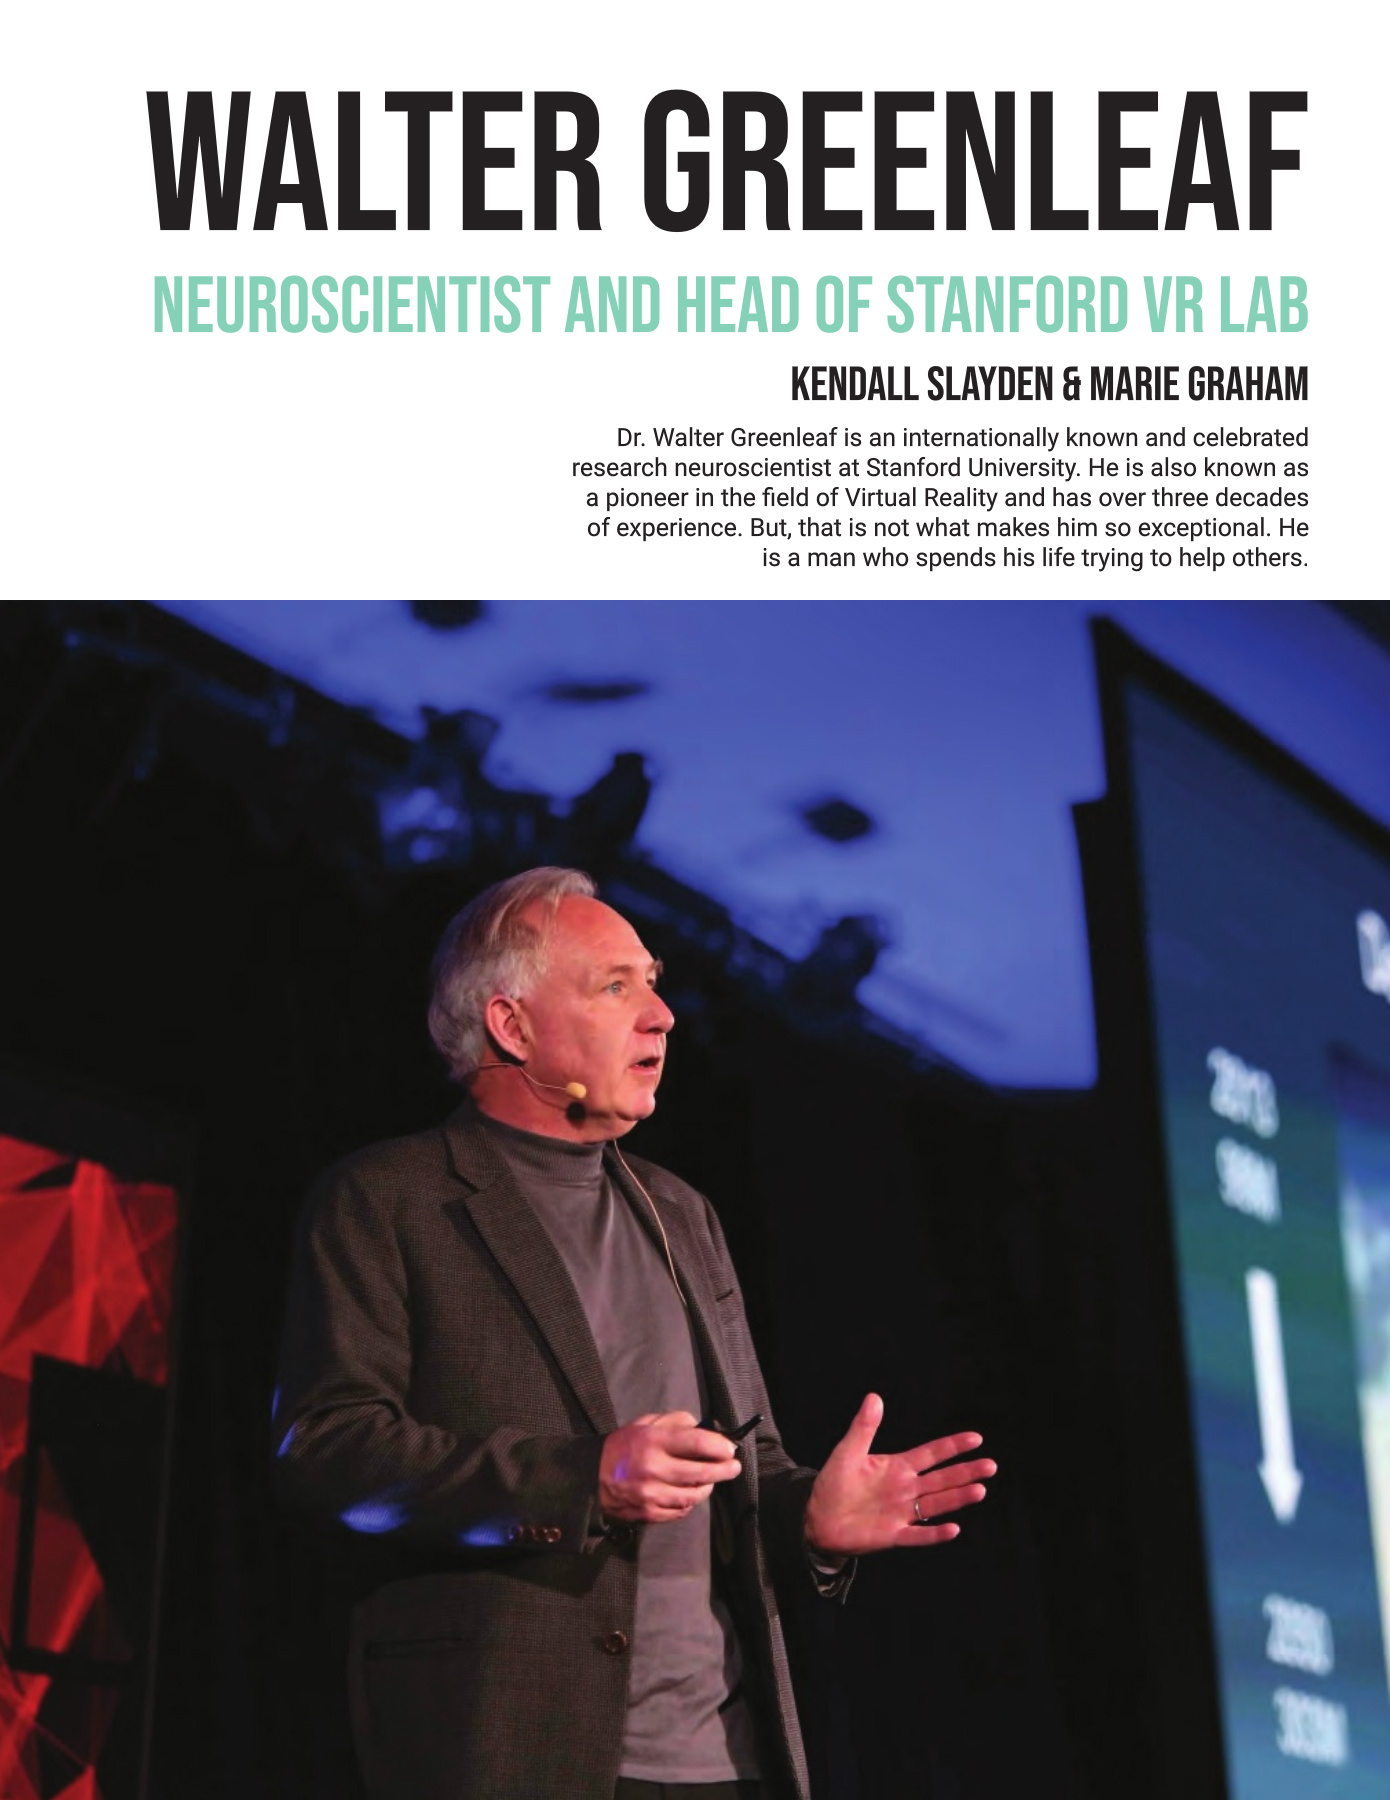 WALTER GREENLEAF
NEUROSCIENTIST AND HEAD OF STANFORD VR LAB
KENDALL SLAYDEN & MARIE GRAHAM
Dr. Walter Greenleaf is an internationally known and celebrated
research neuroscientist at Stanford University. He is also known as
a pioneer in the field of Virtual Reality and has over three decades
of experience. But, that is not what makes him so exceptional. He
is a man who spends his life trying to help others.